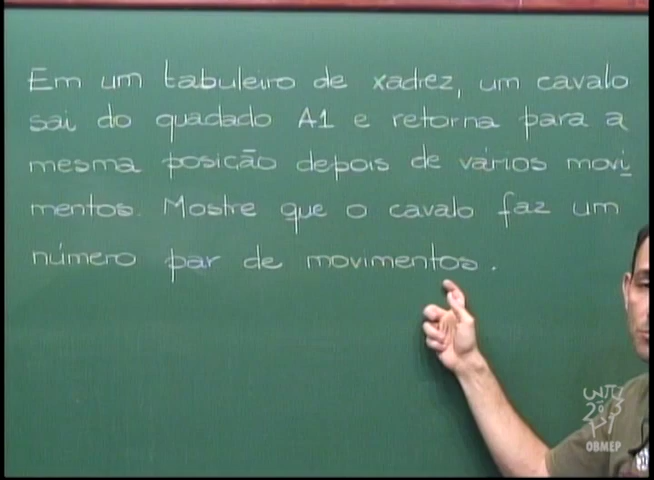 Em um tabuleiro de xadrez, um cavalo
sai do quadado A1 e retorna para a
mesma posição depois de vários movi
mentos. Mostre que o cavalo faz um
número par de movimentos.
OBMEP